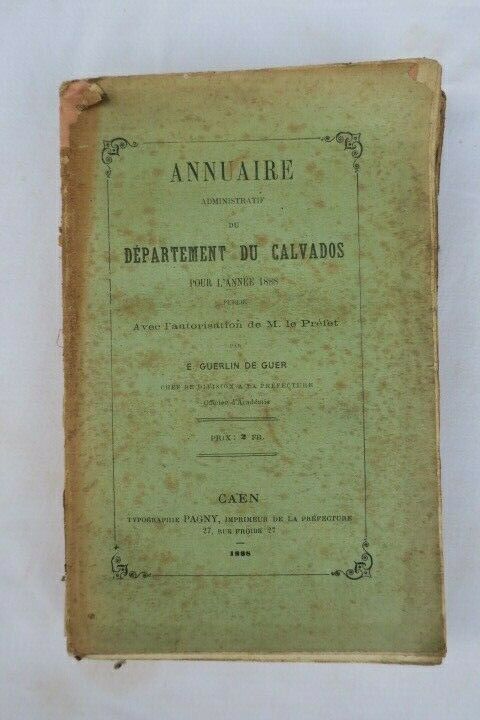 ANNUAIRE
ADMINISTRATIF
DU
DÉPARTEMENT DU CALVADOS
POUR L'ANNÉE 1888
PUBLIÉ
Avec l'autorisation de M. le Préfet
PAR
E. GUERLIN DE GUER
CHEF DE DIVISION A LA PRÉFECTURE
Officier d'Académie
PRIX : 2 FR.
CAEN
TYPOGRAPHIE PAGNY, IMPRIMEUR DE LA PRÉFECTURE
27, RUE FROIDE 27
1888